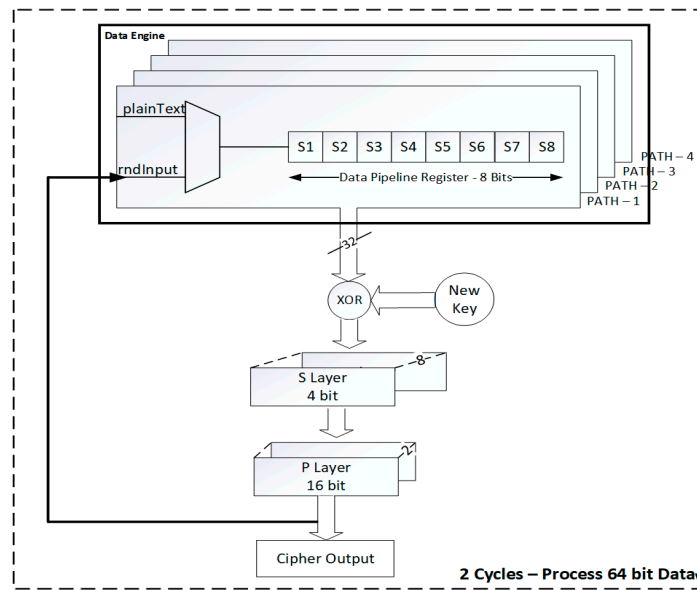 Data Engine
plainText
rndInput
S1 S2 S3 S4 S5 S6 S7 S8
Data Pipeline Register - 8 Bits
PATH – 4
PATH – 3
PATH – 2
PATH – 1
32
XOR
New
Key
8
S Layer
4 bit
2
P Layer
16 bit
Cipher Output
2 Cycles – Process 64 bit Data